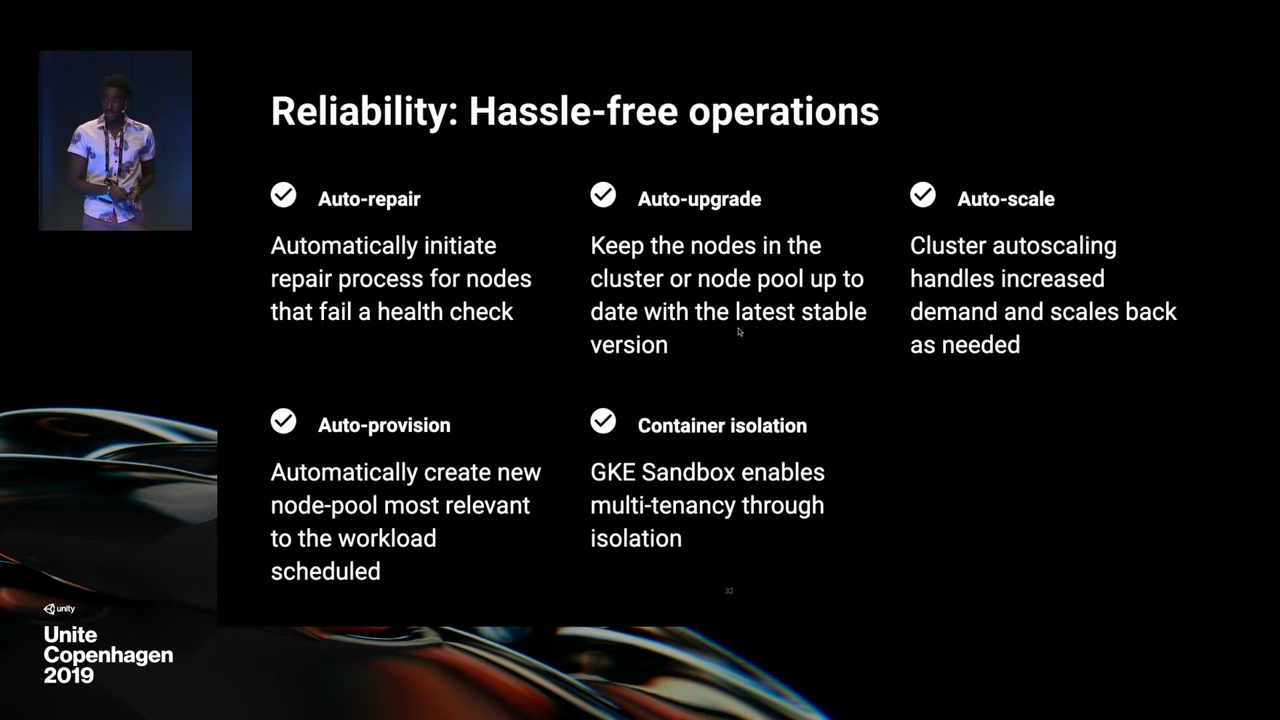 Reliability: Hassle-free operations
Auto-repair
Automatically initiate
repair process for nodes
that fail a health check
Auto-upgrade
Keep the nodes in the
cluster or node pool up to
date with the latest stable
version
Auto-scale
Cluster autoscaling
handles increased
demand and scales back
as needed
Auto-provision
Automatically create new
node-pool most relevant
to the workload
scheduled
Container isolation
GKE Sandbox enables
multi-tenancy through
isolation
32
unity
Unite
Copenhagen
2019